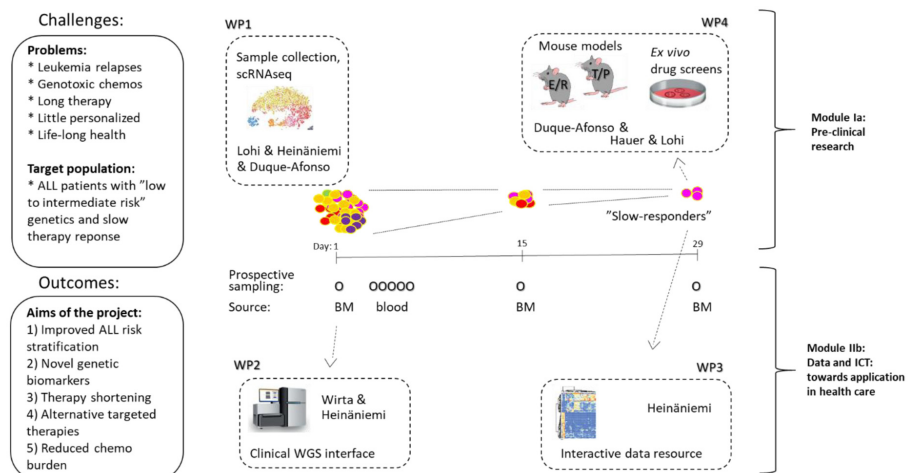 Challenges:
Problems:
* Leukemia relapses
* Genotoxic chemos
* Long therapy
* Little personalized
* Life-long health
Target population:
* ALL patients with ”low
to intermediate risk”
genetics and slow
therapy reponse
Outcomes:
Aims of the project:
1) Improved ALL risk
stratification
2) Novel genetic
biomarkers
3) Therapy shortening
4) Alternative targeted
therapies
5) Reduced chemo
burden
WP1
Sample collection,
scRNAseq
Lohi & Heinäniemi
& Duque-Afonso
WP4
Mouse models
E/R
T/P
Ex vivo
drug screens
Duque-Afonso &
Hauer & Lohi
”Slow-responders”
Day: 1
15
29
Prospective
sampling:
O OOOOO O O
Source: BM blood BM BM
WP2
Wirta &
Heinäniemi
Clinical WGS interface
WP3
Heinäniemi
Interactive data resource
Module Ia:
Pre-clinical
research
Module IIb:
Data and ICT:
towards application
in health care